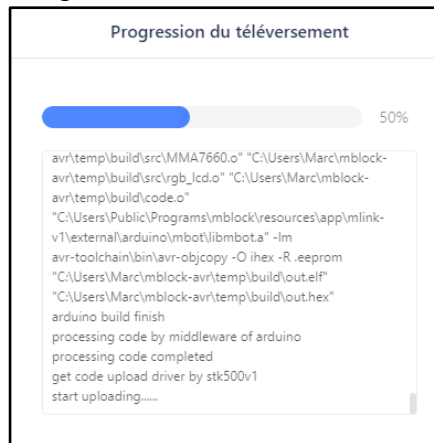 Progression du téléversement
50%
avr\temp\build\src\MMA7660.o" "C:\Users\Marc\mblock-
avr\temp\build\src\rgb_lcd.o" "C:\Users\Marc\mblock-
avr\temp\build\code.o"
"C:\Users\Public\Programs\mblock\resources\app\mlink-
v1\external\arduino\mbot\libmbot.a" -lm
avr-toolchain\bin\avr-objcopy -O ihex -R .eeprom
"C:\Users\Marc\mblock-avr\temp\build\out.elf"
"C:\Users\Marc\mblock-avr\temp\build\out.hex"
arduino build finish
processing code by middleware of arduino
processing code completed
get code upload driver by stk500v1
start uploading......